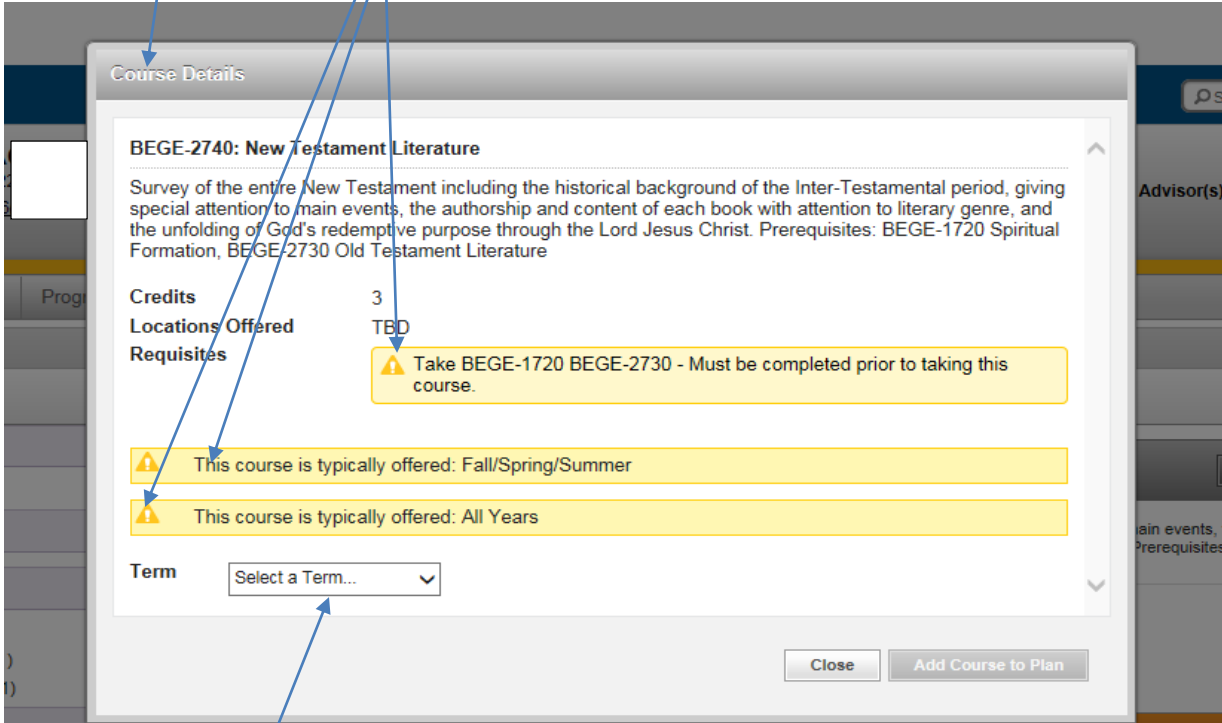 Course Details
BEGE-2740: New Testament Literature
Survey of the entire New Testament including the historical background of the Inter-Testamental period, giving
special attention to main events, the authorship and content of each book with attention to literary genre, and
the unfolding of God's redemptive purpose through the Lord Jesus Christ. Prerequisites: BEGE-1720 Spiritual
Formation, BEGE-2730 Old Testament Literature
Credits 3
Locations Offered TBD
Requisites Take BEGE-1720 BEGE-2730 - Must be completed prior to taking this
course.
This course is typically offered: Fall/Spring/Summer
This course is typically offered: All Years
Term Select a Term...
Close Add Course to Plan
Advisor(s)
Progr
ain events,
Prerequisites
)
1)